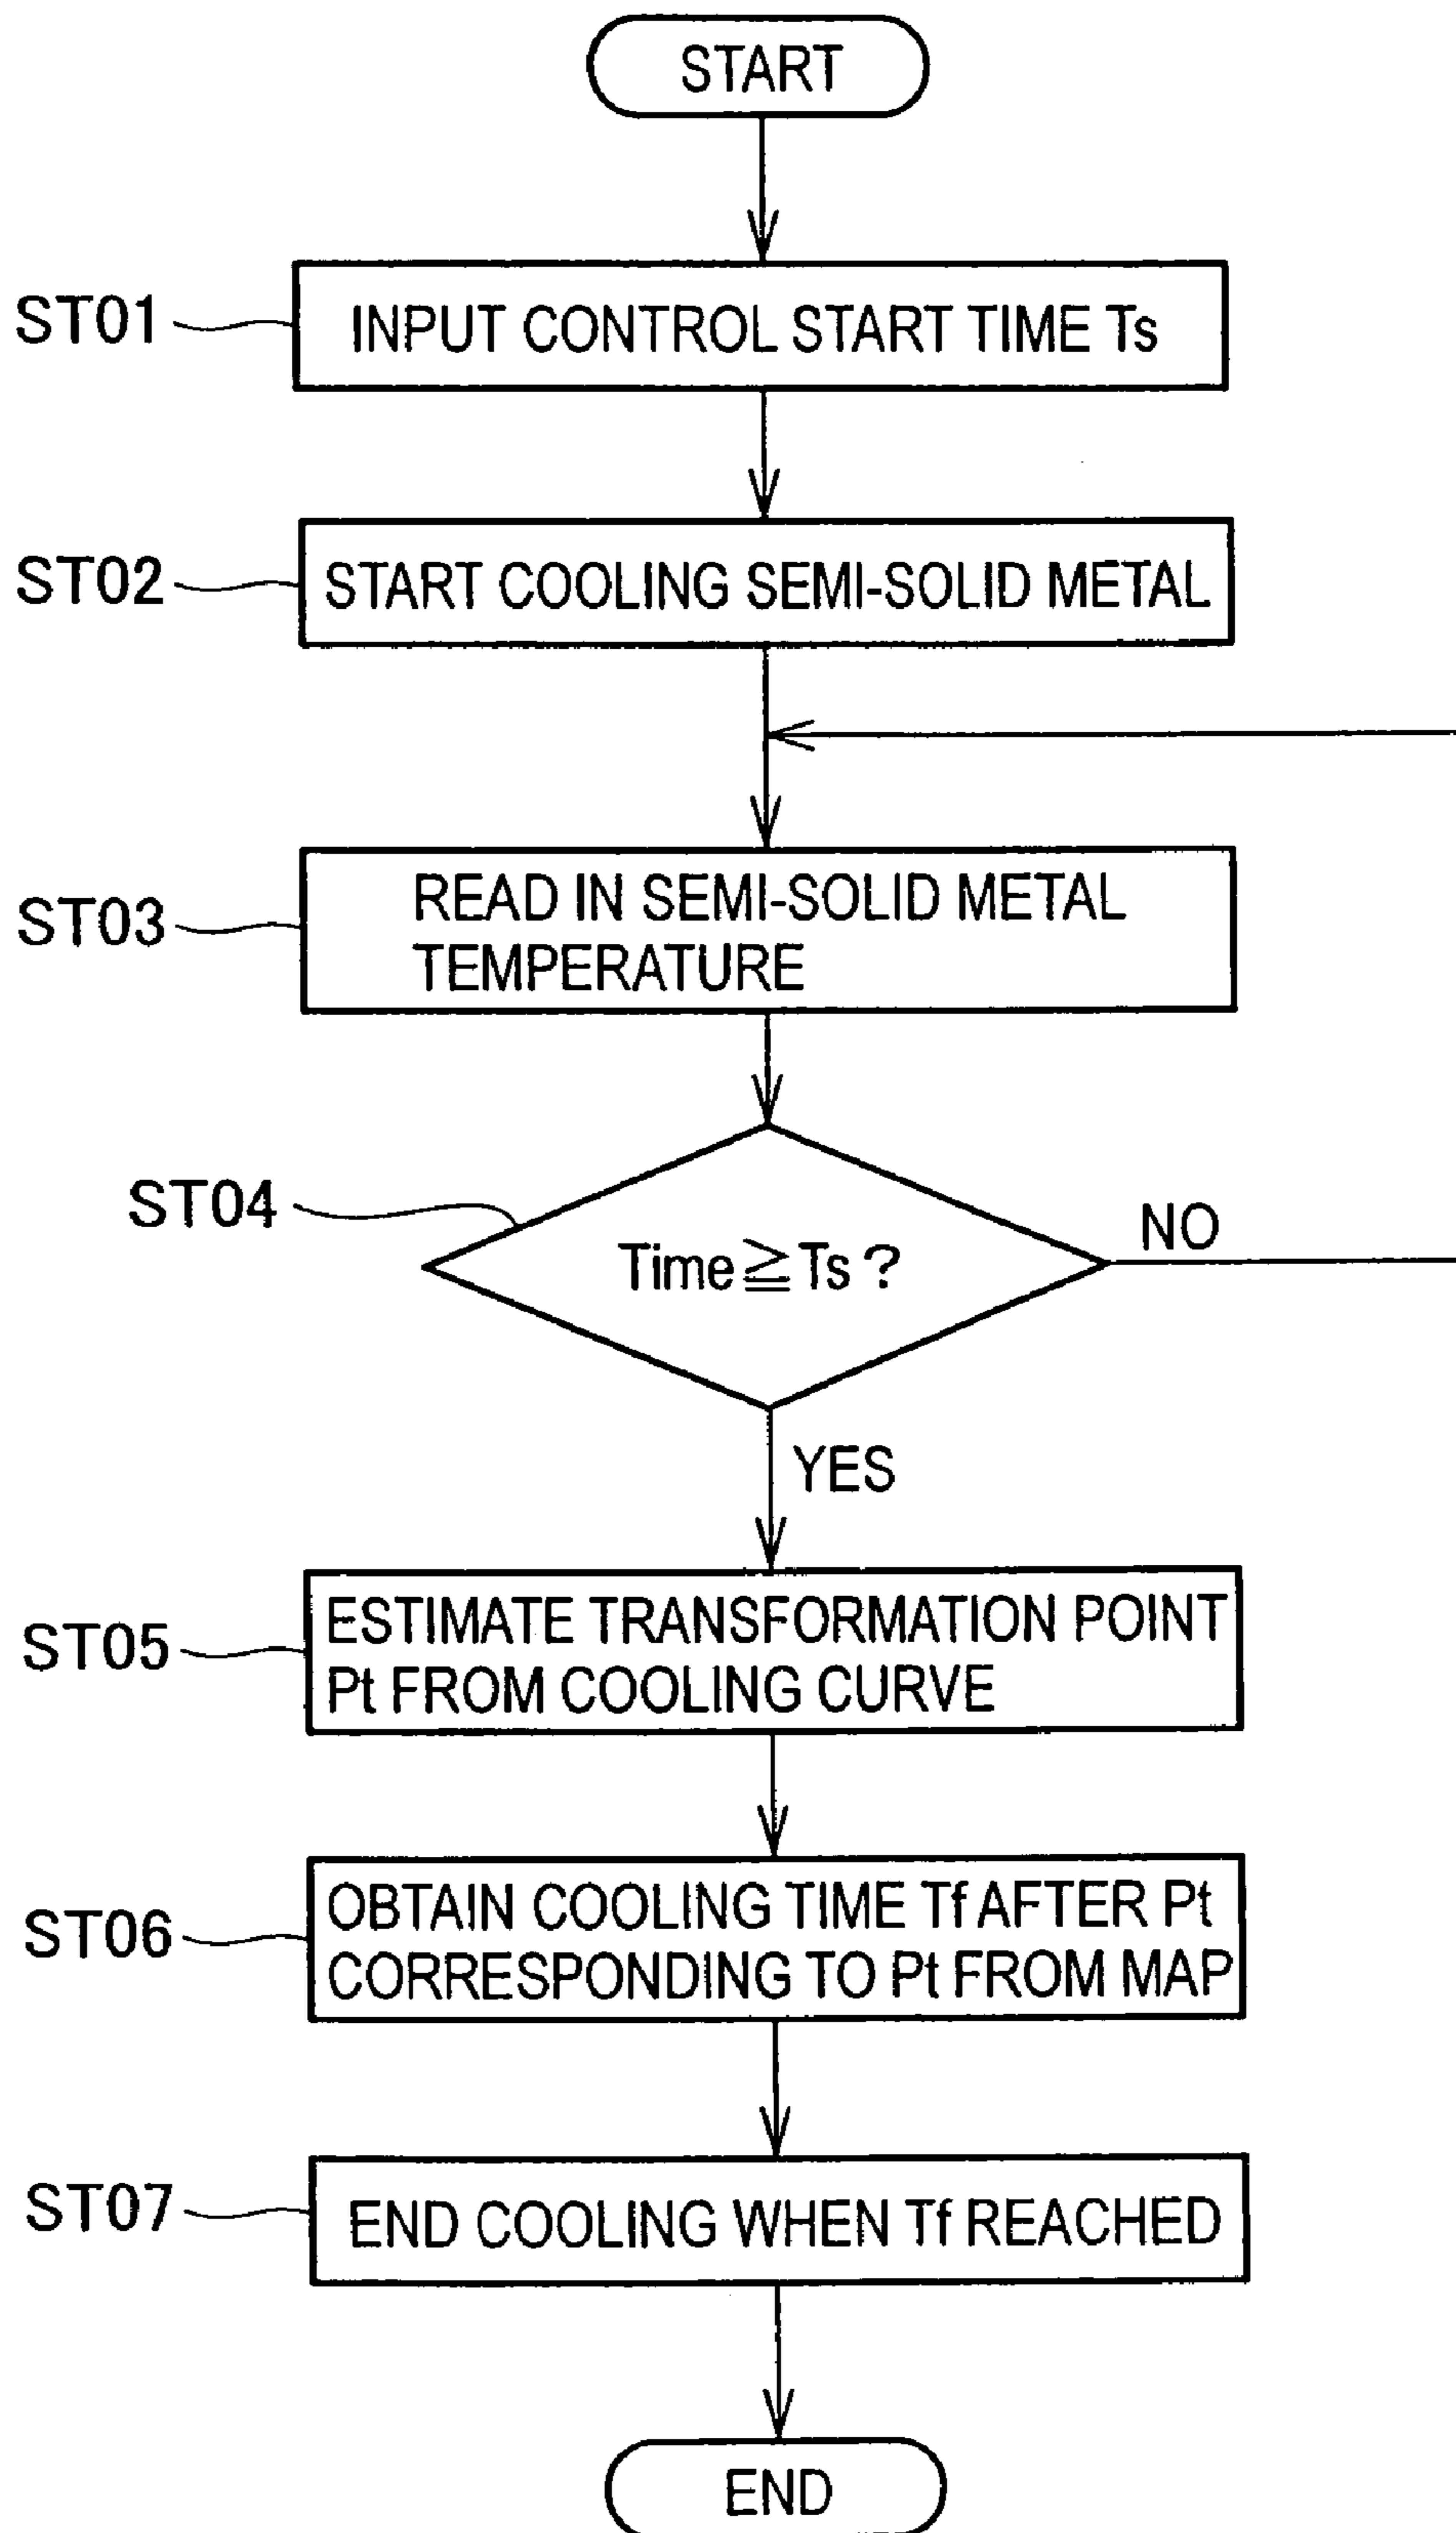 START
ST01
INPUT CONTROL START TIME Ts
ST02
START COOLING SEMI-SOLID METAL
ST03
READ IN SEMI-SOLID METAL
TEMPERATURE
ST04
Time≧Ts ?
NO
YES
ST05
ESTIMATE TRANSFORMATION POINT
Pt FROM COOLING CURVE
ST06
OBTAIN COOLING TIME Tf AFTER Pt
CORRESPONDING TO Pt FROM MAP
ST07
END COOLING WHEN Tf REACHED
END